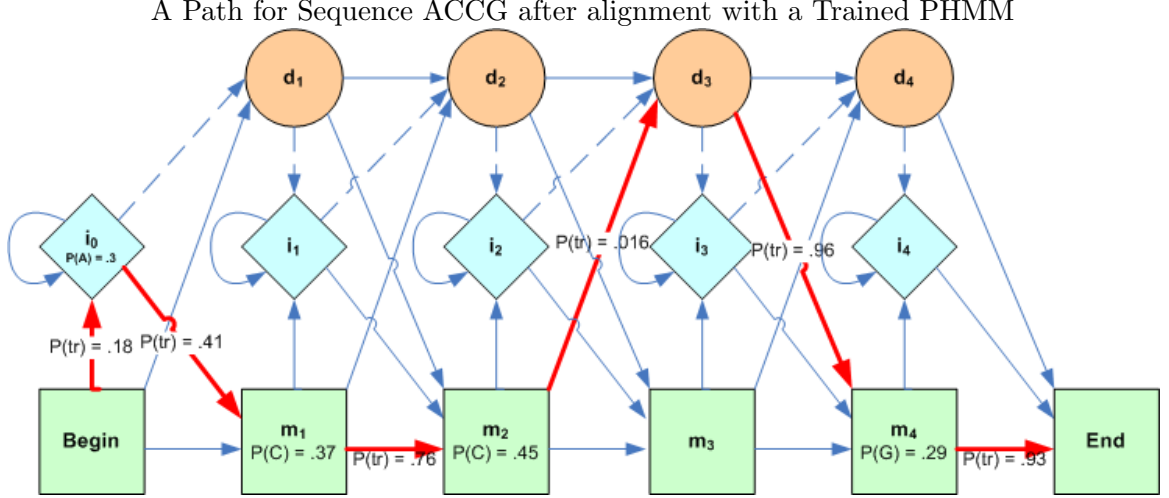 A Path for Sequence ACCG after alignment with a Trained PHMM
d1 d2 d3 d4
i0 i1 i2 i3 i4
P(A) = .3
P(tr) = .016 P(tr) = .96
P(tr) = .18 P(tr) = .41
Begin m1 m2 m3 m4 End
P(C) = .37 P(tr) = .76 P(C) = .45 P(G) = .29 P(tr) = .93